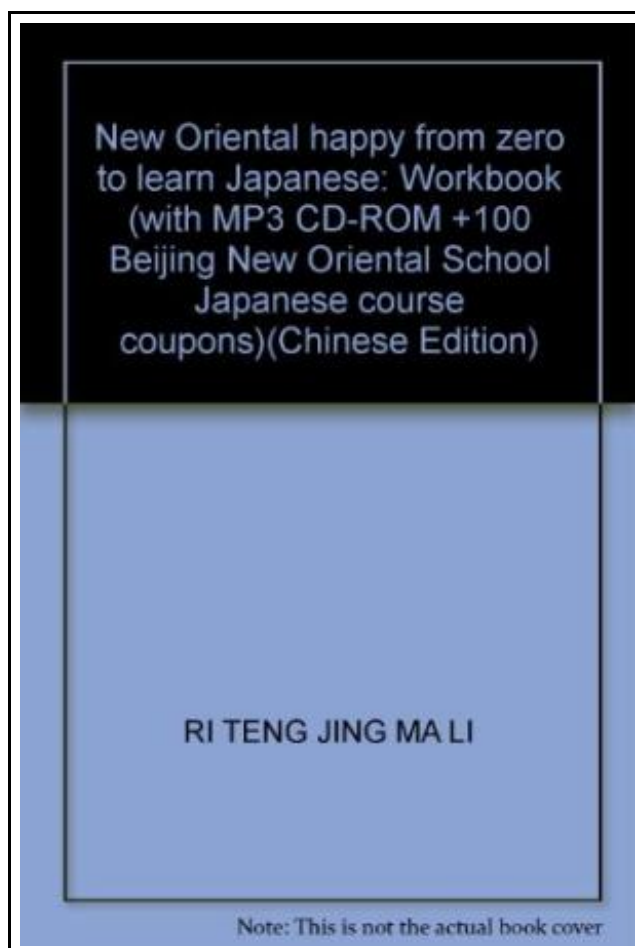 New Oriental happy from zero
to learn Japanese: Workbook
(with MP3 CD-ROM +100
Beijing New Oriental School
Japanese course
coupons)(Chinese Edition)
RI TENG JING MA LI
Note: This is not the actual book cover